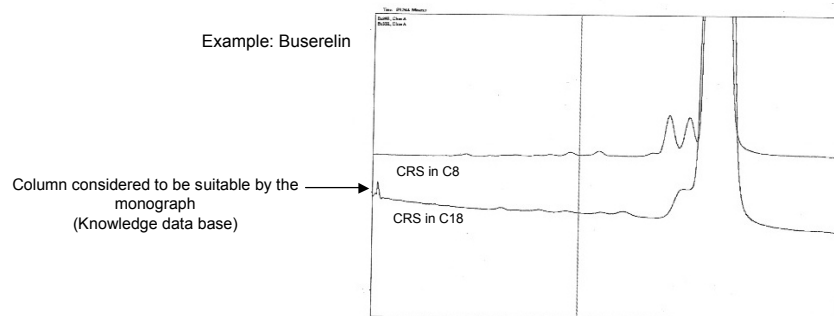 Example: Buserelin
CRS in C8
Column considered to be suitable by the
monograph
(Knowledge data base)
CRS in C18